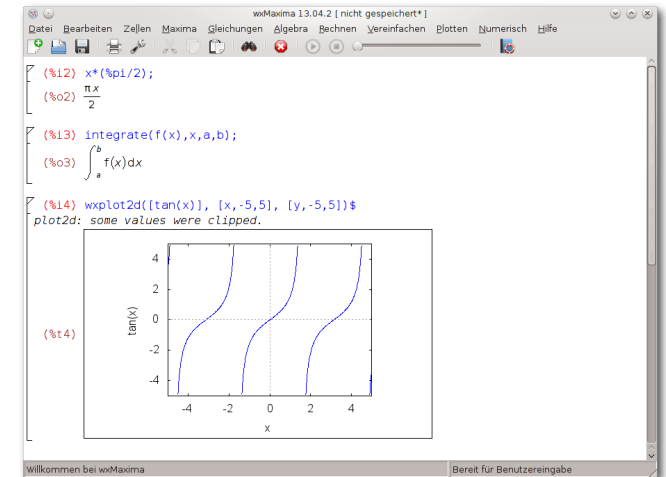 wxMaxima 13.04.2 [ nicht gespeichert* ]
Datei Bearbeiten Zellen Maxima Gleichungen Algebra Rechnen Vereinfachen Plotten Numerisch Hilfe
(%i2) x*(%pi/2);
(%o2) πx/2
(%i3) integrate(f(x),x,a,b);
(%o3) ∫_a^b f(x)dx
(%i4) wxplot2d([tan(x)], [x,-5,5], [y,-5,5])$
plot2d: some values were clipped.
(%t4)
tan(x)
4
2
0
-2
-4
-4 -2 0 2 4
x
Willkommen bei wxMaxima Bereit für Benutzereingabe